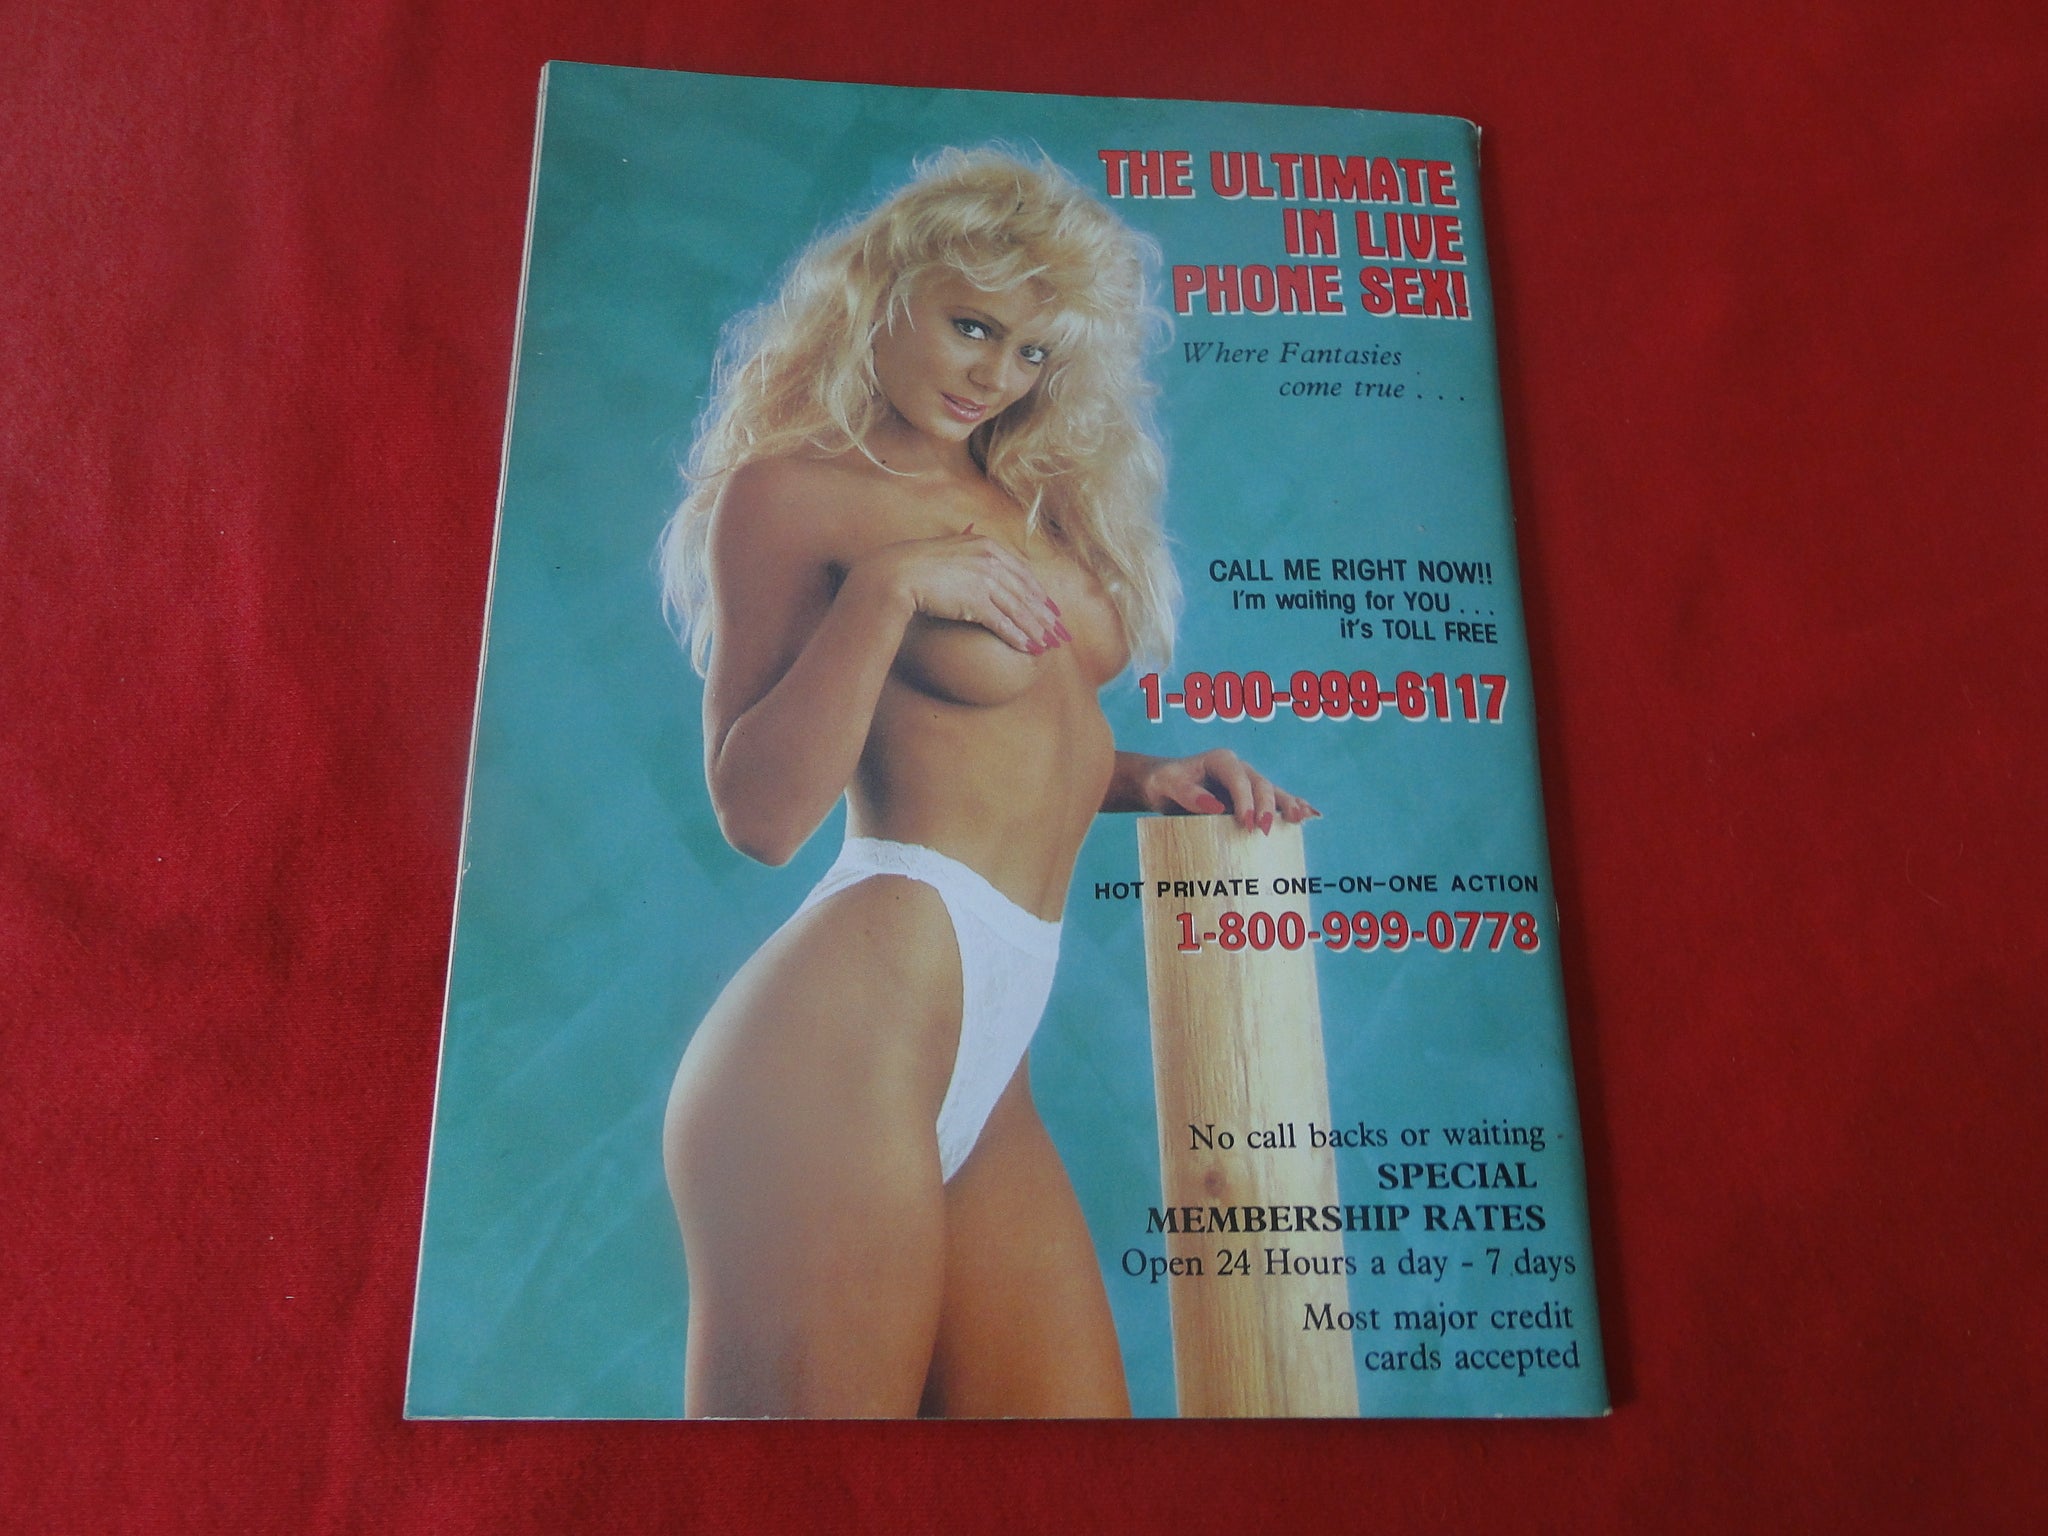 THE ULTIMATE
IN LIVE
PHONE SEX!
Where Fantasies
come true . . .
CALL ME RIGHT NOW!!
I'm waiting for YOU . . .
it's TOLL FREE
1-800-999-6117
HOT PRIVATE ONE-ON-ONE ACTION
1-800-999-0778
No call backs or waiting -
SPECIAL
MEMBERSHIP RATES
Open 24 Hours a day - 7 days
Most major credit
cards accepted